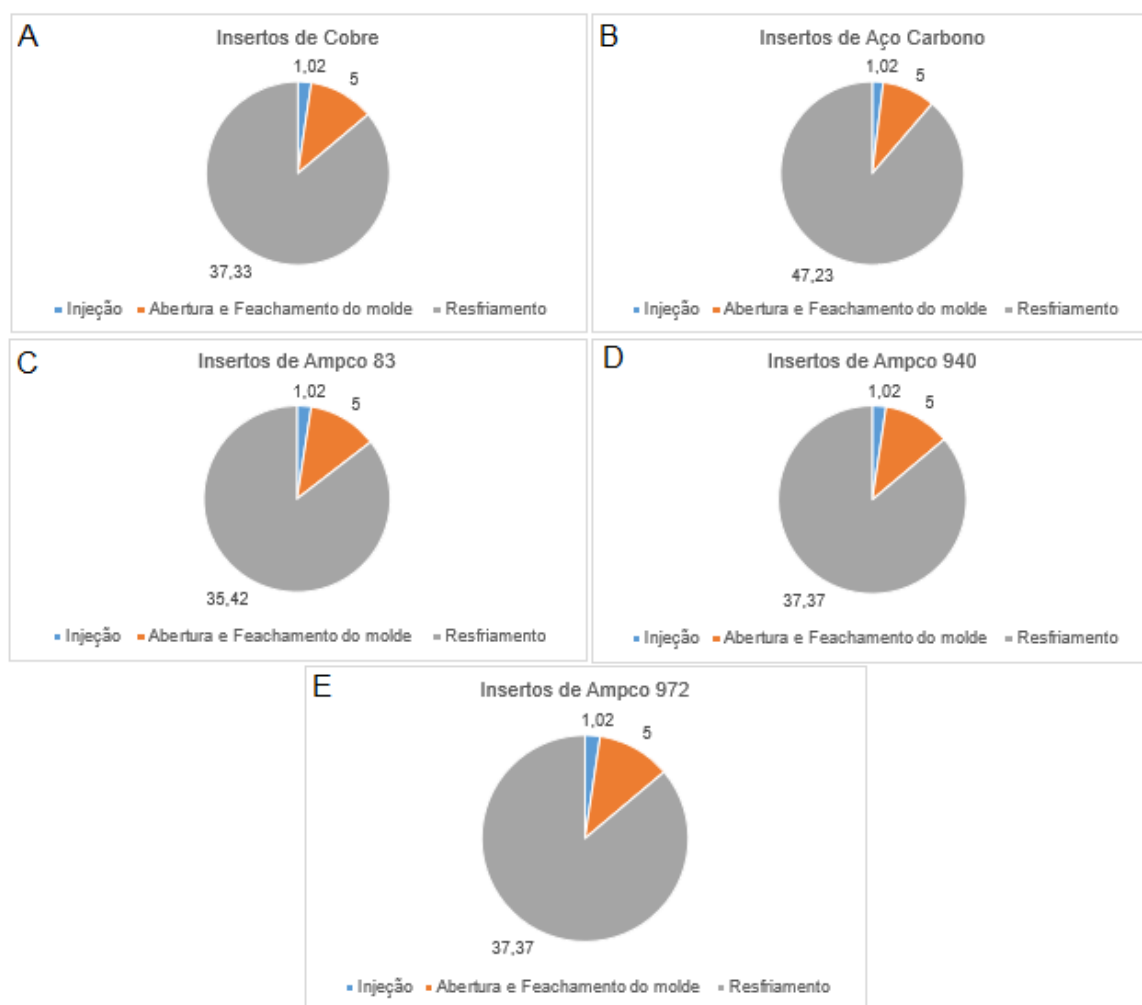 A
Insertos de Cobre
1,02
5
37,33
Injeção Abertura e Feachamento do molde Resfriamento
B
Insertos de Aço Carbono
1,02
5
47,23
Injeção Abertura e Feachamento do molde Resfriamento
C
Insertos de Ampco 83
1,02
5
35,42
Injeção Abertura e Feachamento do molde Resfriamento
D
Insertos de Ampco 940
1,02
5
37,37
Injeção Abertura e Feachamento do molde Resfriamento
E
Insertos de Ampco 972
1,02
5
37,37
Injeção Abertura e Feachamento do molde Resfriamento